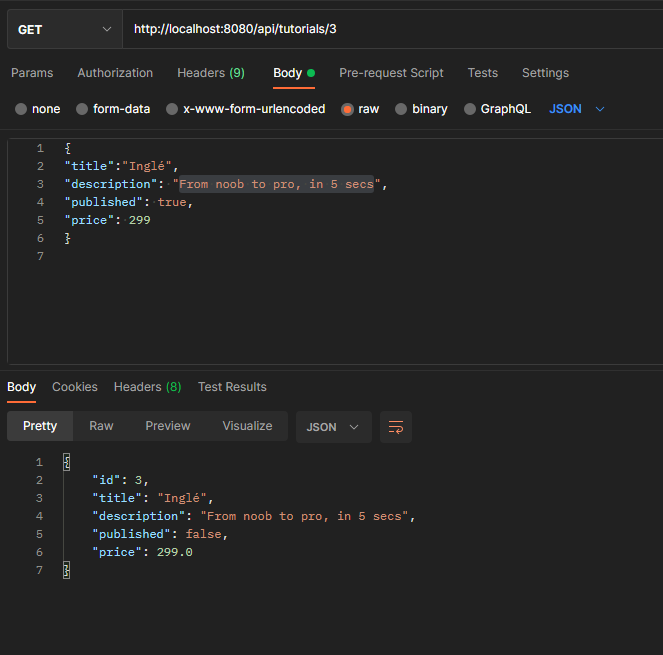 GET http://localhost:8080/api/tutorials/3
Params Authorization Headers (9) Body Pre-request Script Tests Settings
none form-data x-www-form-urlencoded raw binary GraphQL JSON
1 {
2 "title":"Inglé",
3 "description": "From noob to pro, in 5 secs",
4 "published": true,
5 "price": 299
6 }
7
Body Cookies Headers (8) Test Results
Pretty Raw Preview Visualize JSON
1 {
2 "id": 3,
3 "title": "Inglé",
4 "description": "From noob to pro, in 5 secs",
5 "published": false,
6 "price": 299.0
7 }